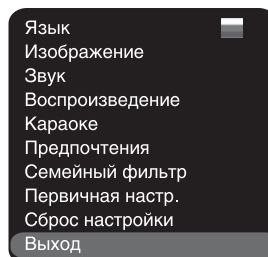 Язык
Изображение
Звук
Воспроизведение
Караоке
Предпочтения
Семейный фильтр
Первичная настр.
Сброс настройки
Выход